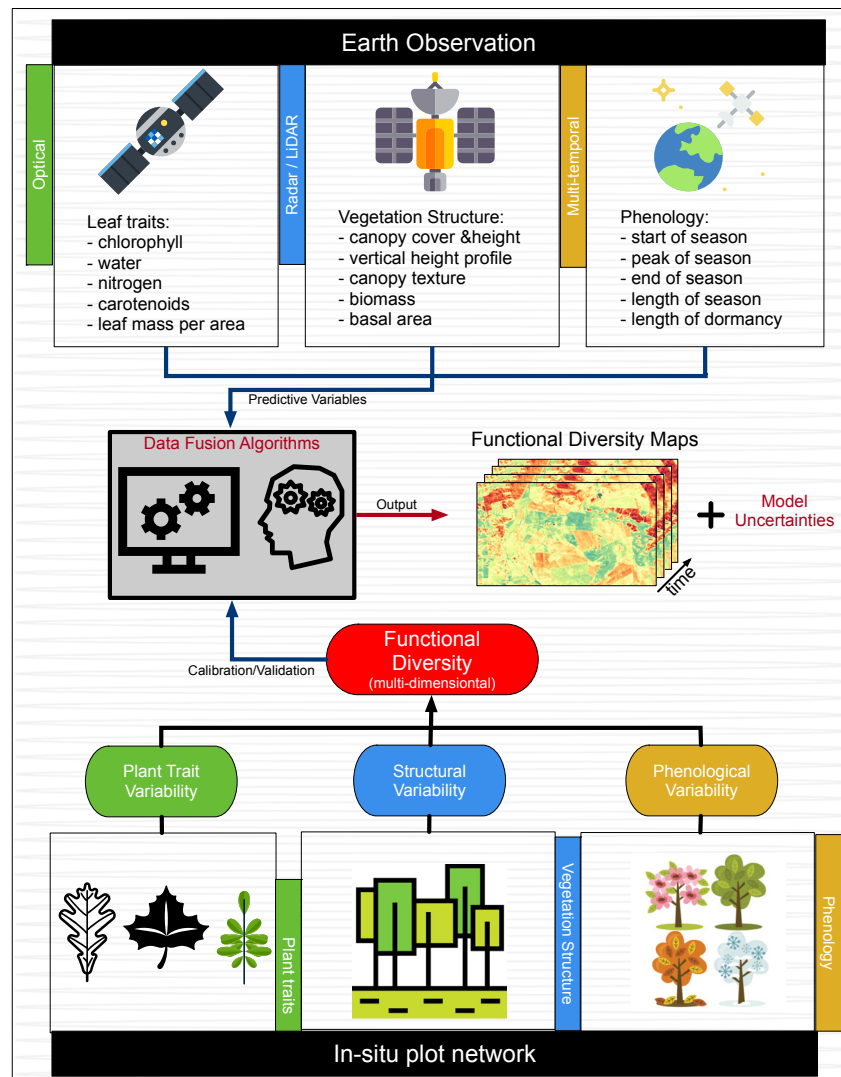 Earth Observation
Optical
Leaf traits:
- chlorophyll
- water
- nitrogen
- carotenoids
- leaf mass per area
Radar / LiDAR
Vegetation Structure:
- canopy cover &height
- vertical height profile
- canopy texture
- biomass
- basal area
Multi-temporal
Phenology:
- start of season
- peak of season
- end of season
- length of season
- length of dormancy
Predictive Variables
Data Fusion Algorithms
Output
Functional Diversity Maps
time
Model
Uncertainties
Calibration/Validation
Functional
Diversity
(multi-dimensiontal)
Plant Trait
Variability
Structural
Variability
Phenological
Variability
Plant traits
Vegetation Structure
Phenology
In-situ plot network